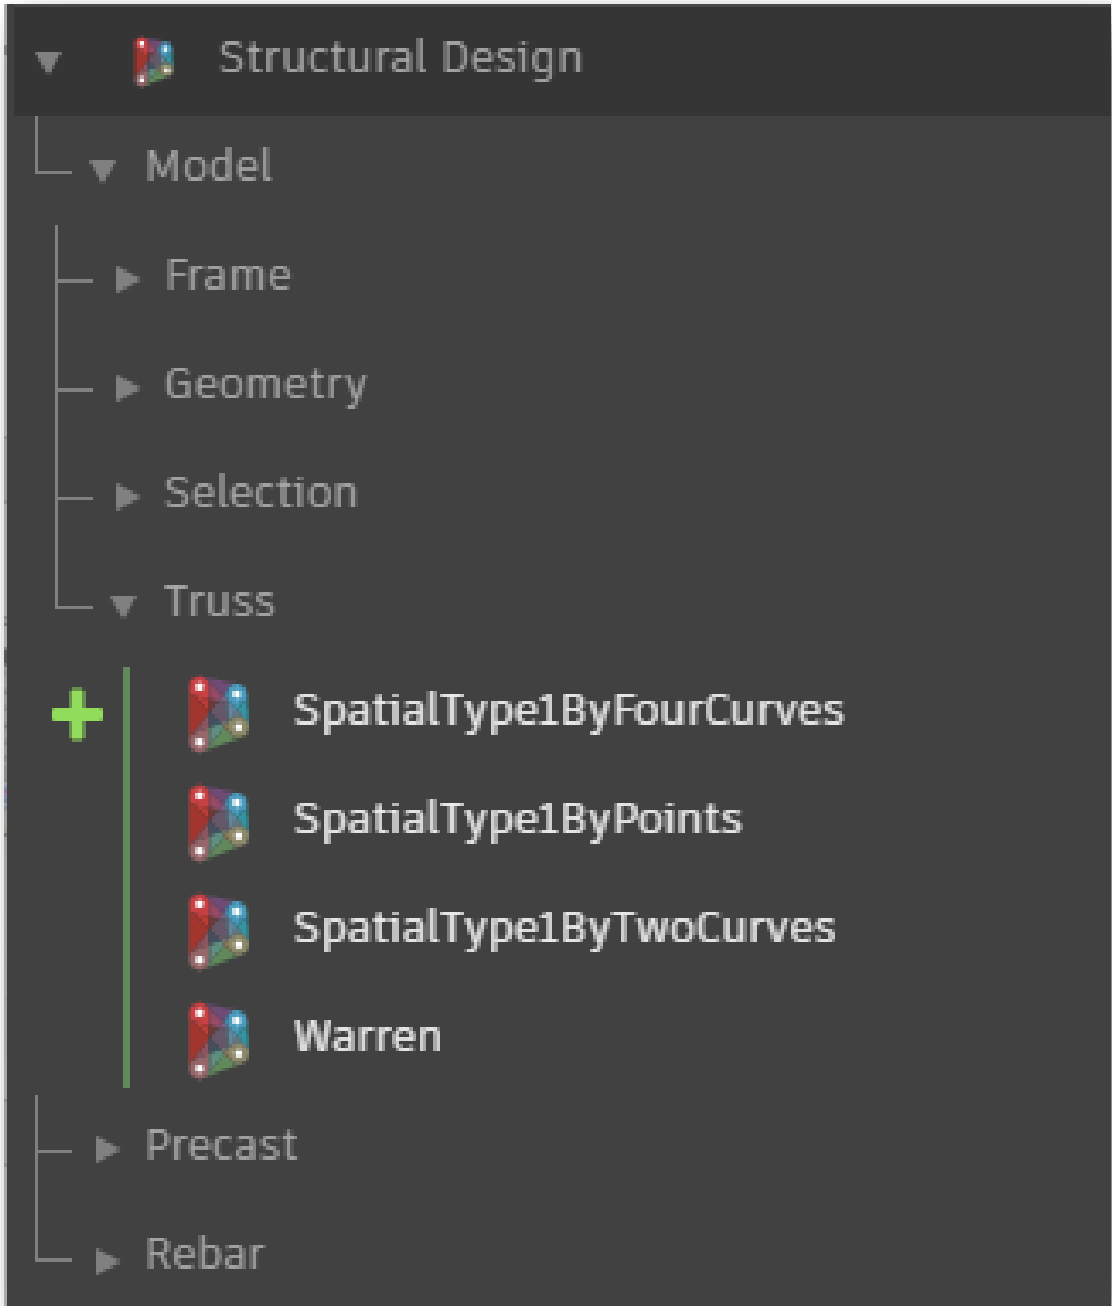 Structural Design
Model
Frame
Geometry
Selection
Truss
SpatialType1ByFourCurves
SpatialType1ByPoints
SpatialType1ByTwoCurves
Warren
Precast
Rebar